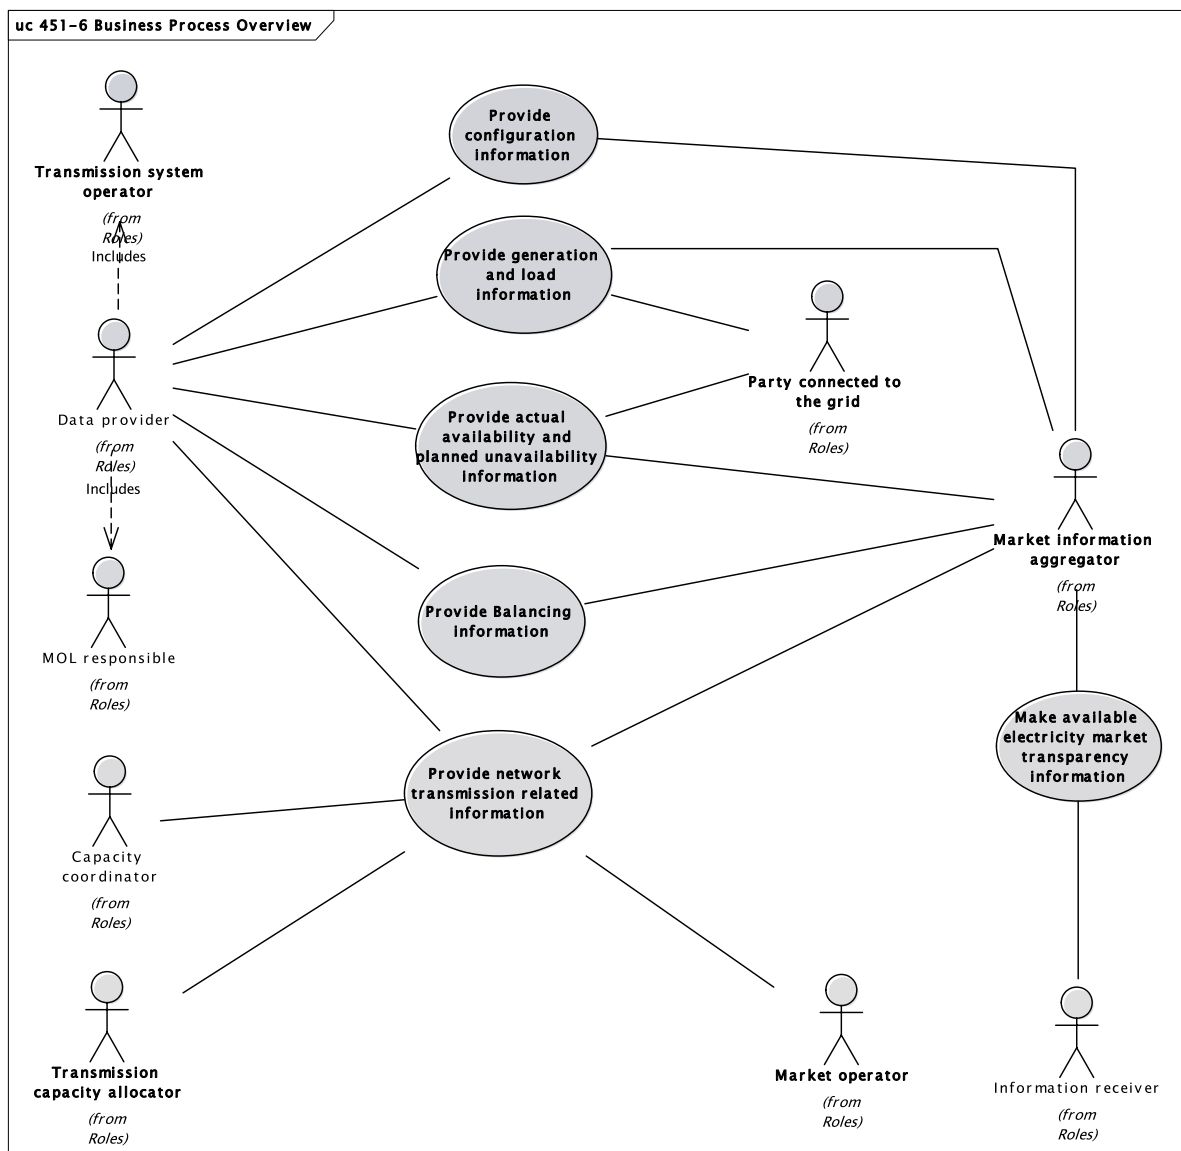 uc 451-6 Business Process Overview
Transmission system
operator
(from
Roles)
Includes
Data provider
(from
Roles)
Includes
MOL responsible
(from
Roles)
Capacity
coordinator
(from
Roles)
Transmission
capacity allocator
(from
Roles)
Provide
configuration
information
Provide generation
and load
information
Provide actual
availability and
planned unavailability
information
Provide Balancing
information
Provide network
transmission related
information
Party connected to
the grid
(from
Roles)
Market operator
(from
Roles)
Market information
aggregator
(from
Roles)
Make available
electricity market
transparency
information
Information receiver
(from
Roles)